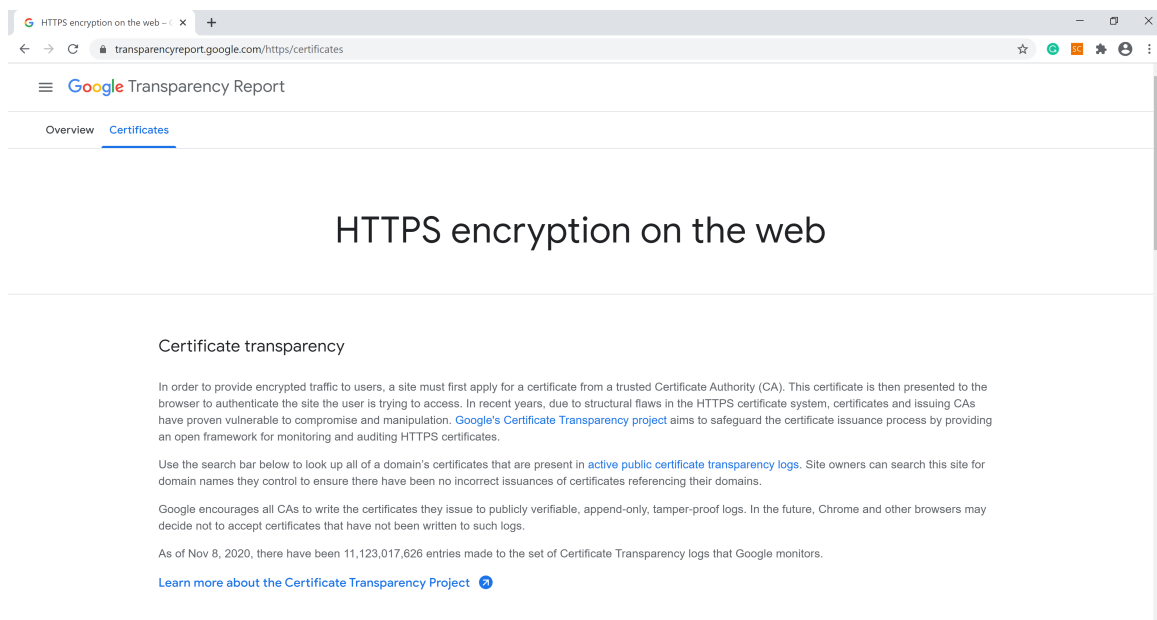 HTTPS encryption on the web –
transparencyreport.google.com/https/certificates
SC
Google Transparency Report
Overview Certificates
HTTPS encryption on the web
Certificate transparency
In order to provide encrypted traffic to users, a site must first apply for a certificate from a trusted Certificate Authority (CA). This certificate is then presented to the
browser to authenticate the site the user is trying to access. In recent years, due to structural flaws in the HTTPS certificate system, certificates and issuing CAs
have proven vulnerable to compromise and manipulation. Google's Certificate Transparency project aims to safeguard the certificate issuance process by providing
an open framework for monitoring and auditing HTTPS certificates.
Use the search bar below to look up all of a domain’s certificates that are present in active public certificate transparency logs. Site owners can search this site for
domain names they control to ensure there have been no incorrect issuances of certificates referencing their domains.
Google encourages all CAs to write the certificates they issue to publicly verifiable, append-only, tamper-proof logs. In the future, Chrome and other browsers may
decide not to accept certificates that have not been written to such logs.
As of Nov 8, 2020, there have been 11,123,017,626 entries made to the set of Certificate Transparency logs that Google monitors.
Learn more about the Certificate Transparency Project